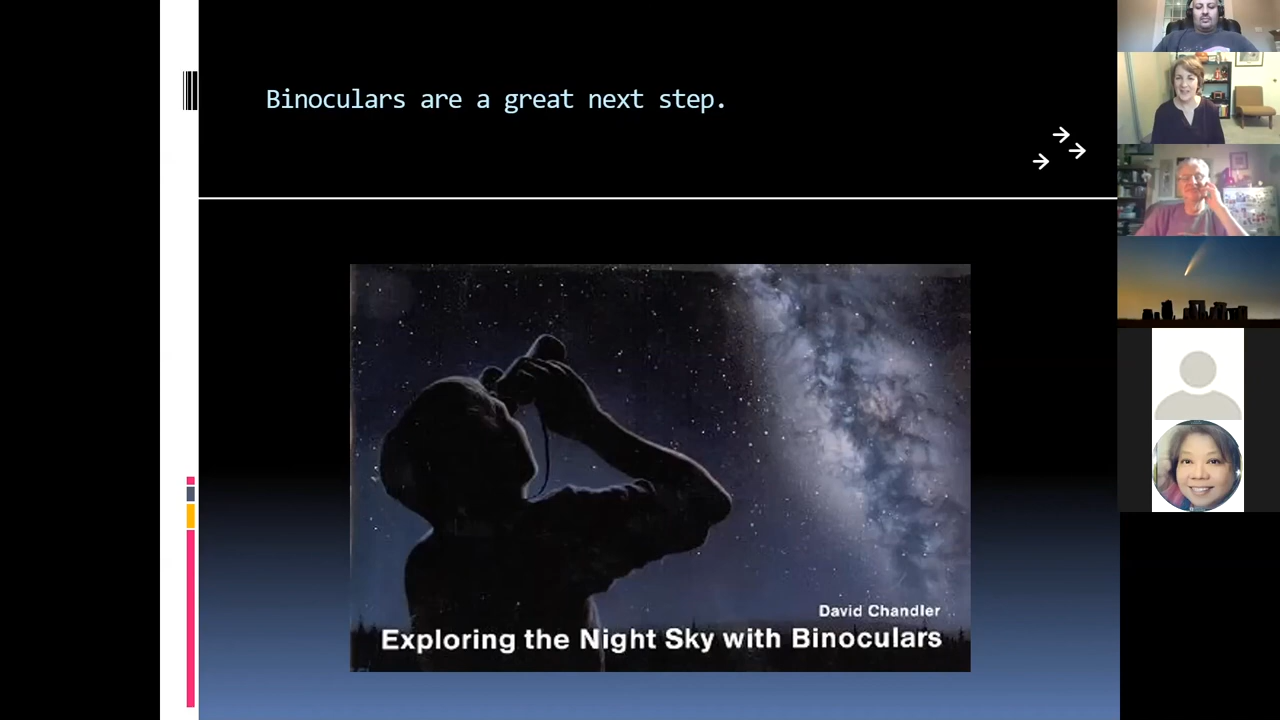 Binoculars are a great next step.
David Chandler
Exploring the Night Sky with Binoculars